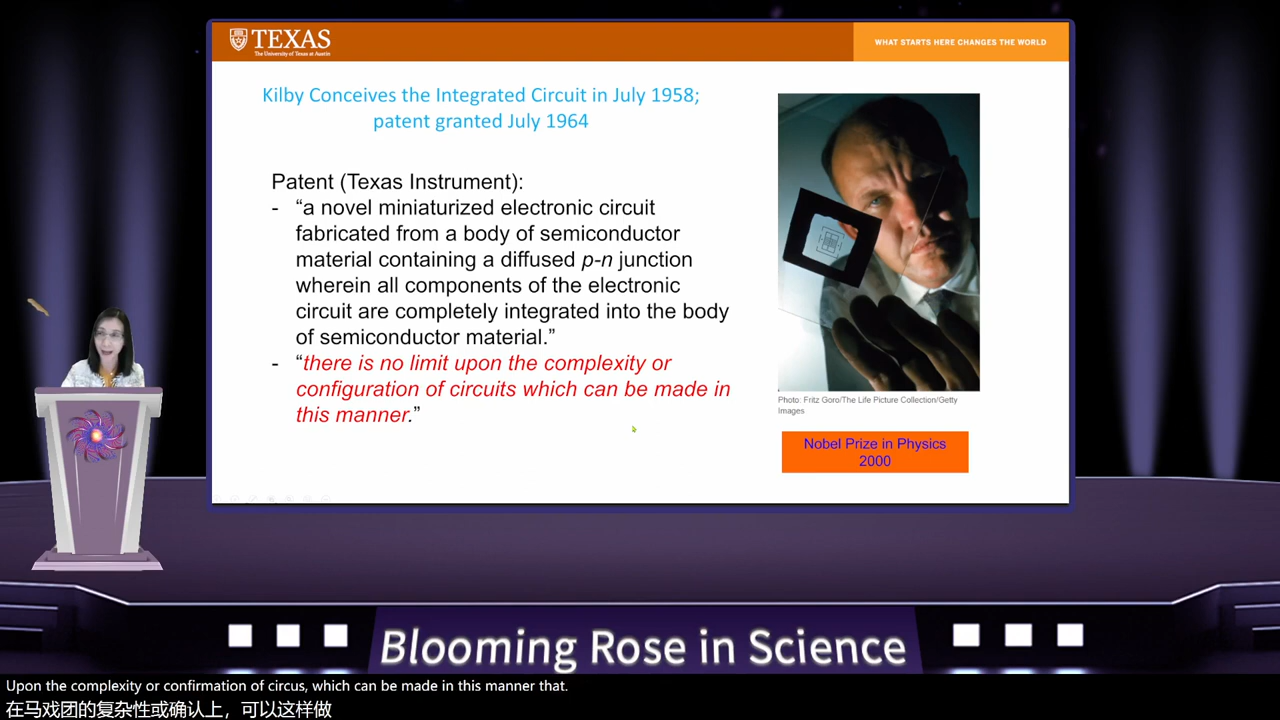 TEXAS
The University of Texas at Austin
WHAT STARTS HERE CHANGES THE WORLD
Kilby Conceives the Integrated Circuit in July 1958;
patent granted July 1964
Patent (Texas Instrument):
- “a novel miniaturized electronic circuit
fabricated from a body of semiconductor
material containing a diffused p-n junction
wherein all components of the electronic
circuit are completely integrated into the body
of semiconductor material.”
- “there is no limit upon the complexity or
configuration of circuits which can be made in
this manner.”
Photo: Fritz Goro/The Life Picture Collection/Getty
Images
Nobel Prize in Physics
2000
Blooming Rose in Science
Upon the complexity or confirmation of circus, which can be made in this manner that.
在马戏团的复杂性或确认上，可以这样做